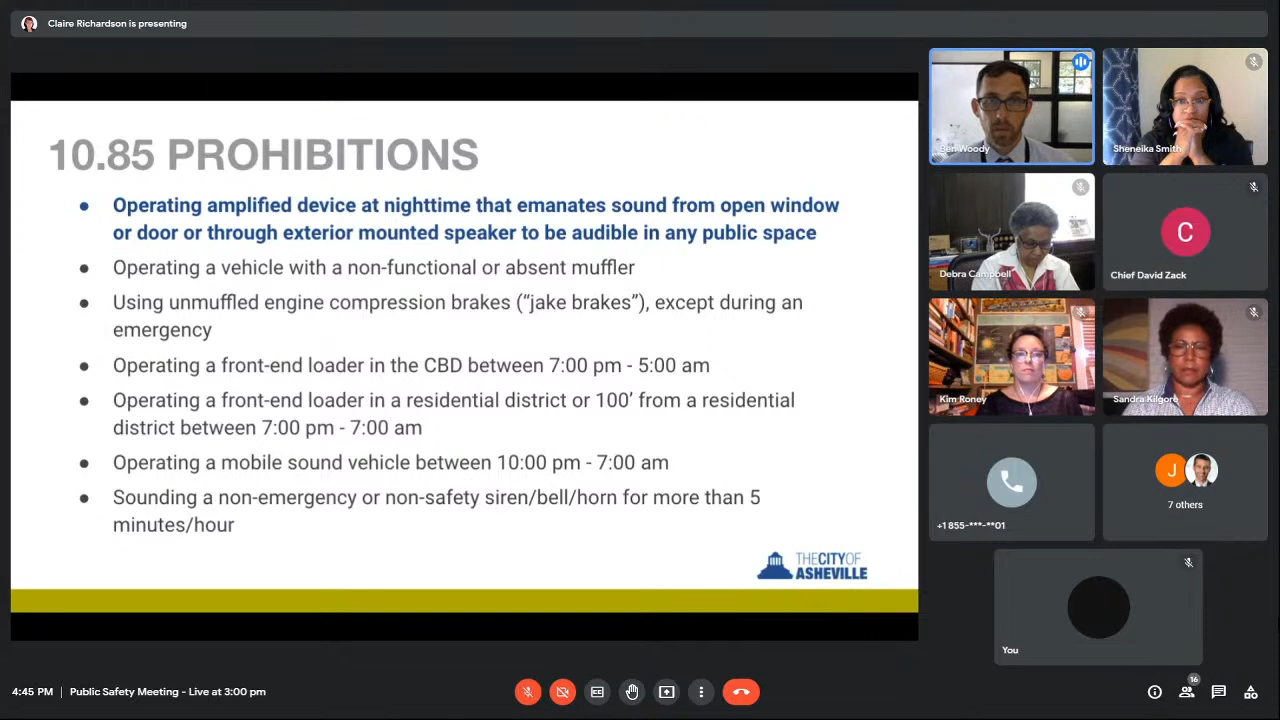 Claire Richardson is presenting
10.85 PROHIBITIONS
• Operating amplified device at nighttime that emanates sound from open window
or door or through exterior mounted speaker to be audible in any public space
• Operating a vehicle with a non-functional or absent muffler
• Using unmuffled engine compression brakes (“jake brakes”), except during an
emergency
• Operating a front-end loader in the CBD between 7:00 pm - 5:00 am
• Operating a front-end loader in a residential district or 100’ from a residential
district between 7:00 pm - 7:00 am
• Operating a mobile sound vehicle between 10:00 pm - 7:00 am
• Sounding a non-emergency or non-safety siren/bell/horn for more than 5
minutes/hour
THE CITY OF
ASHEVILLE
Ben Woody
Sheneika Smith
Debra Campbell
C
Chief David Zack
Kim Roney
Sandra Kilgore
+1 855-***-**01
J
7 others
You
4:45 PM | Public Safety Meeting - Live at 3:00 pm
CC
16